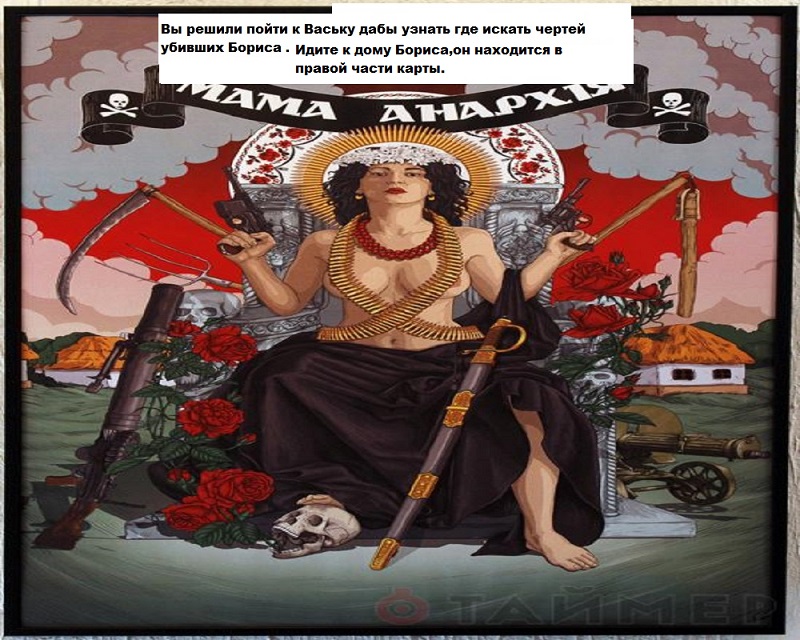 Вы решили пойти к Ваську дабы узнать где искать чертей
убивших Бориса . Идите к дому Бориса,он находится в
правой части карты.
МАМА АНАРХІЯ
ТАЙМЕР